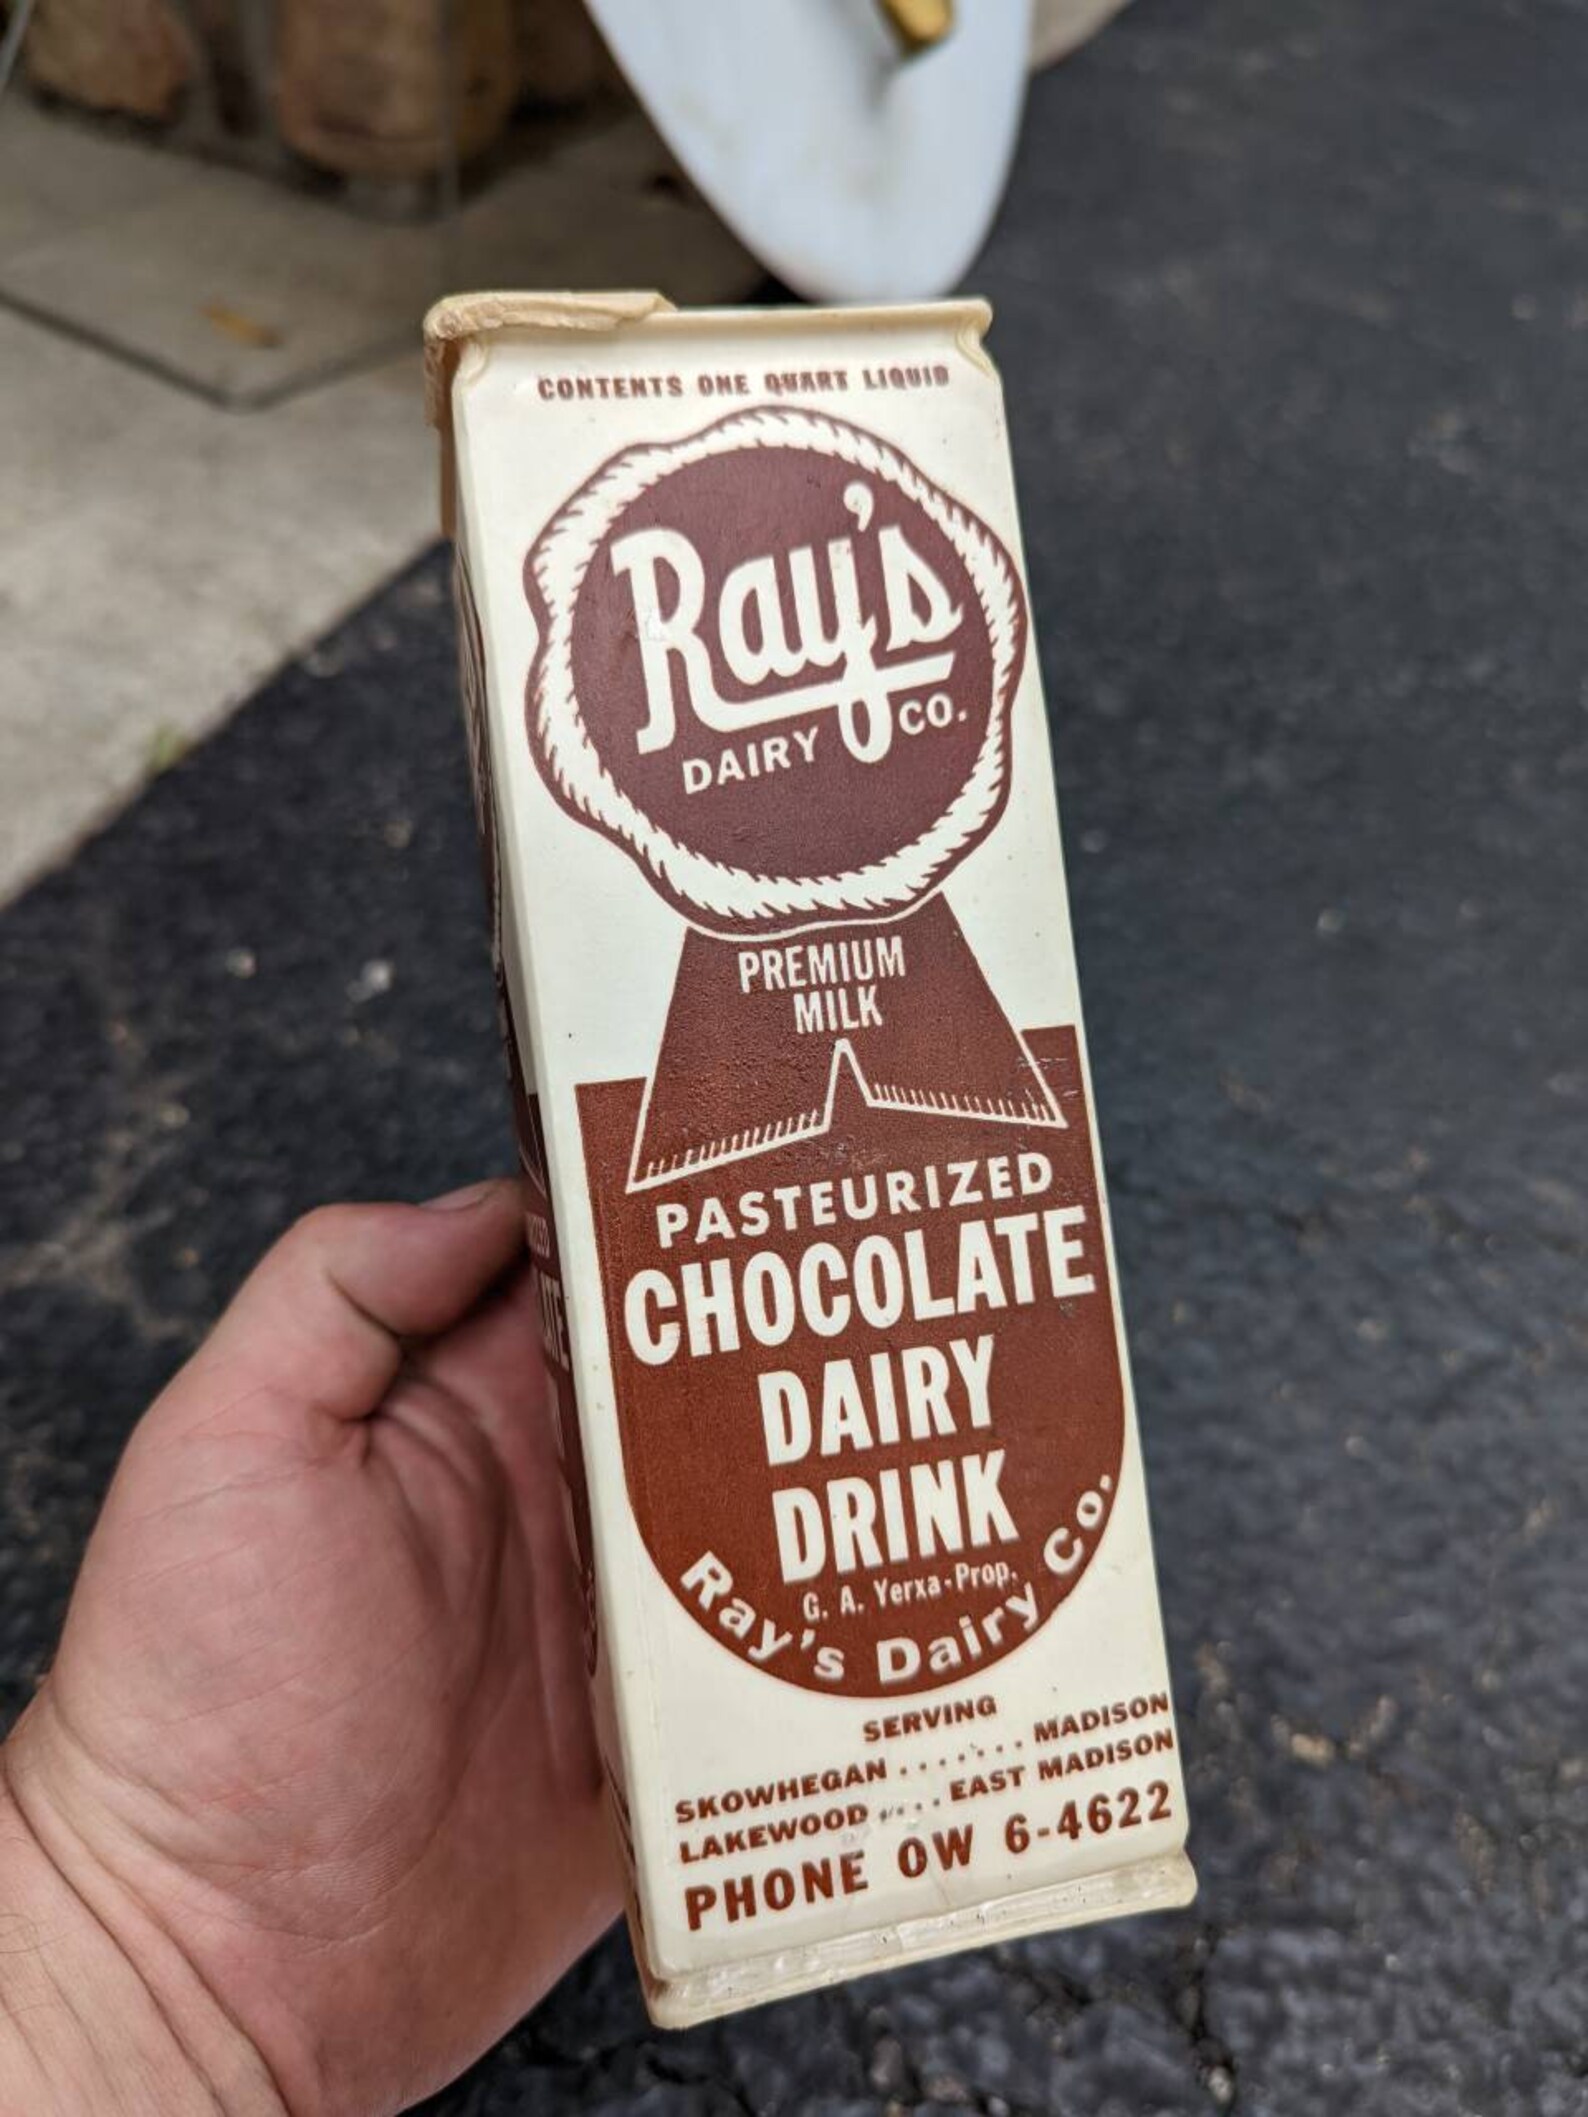 CONTENTS ONE QUART LIQUID
Ray's
DAIRY CO.
PREMIUM
MILK
PASTEURIZED
CHOCOLATE
DAIRY
DRINK
G. A. Yerxa-Prop.
Ray's Dairy Co.
SERVING
SKOWHEGAN ....... MADISON
LAKEWOOD .... EAST MADISON
PHONE OW 6-4622